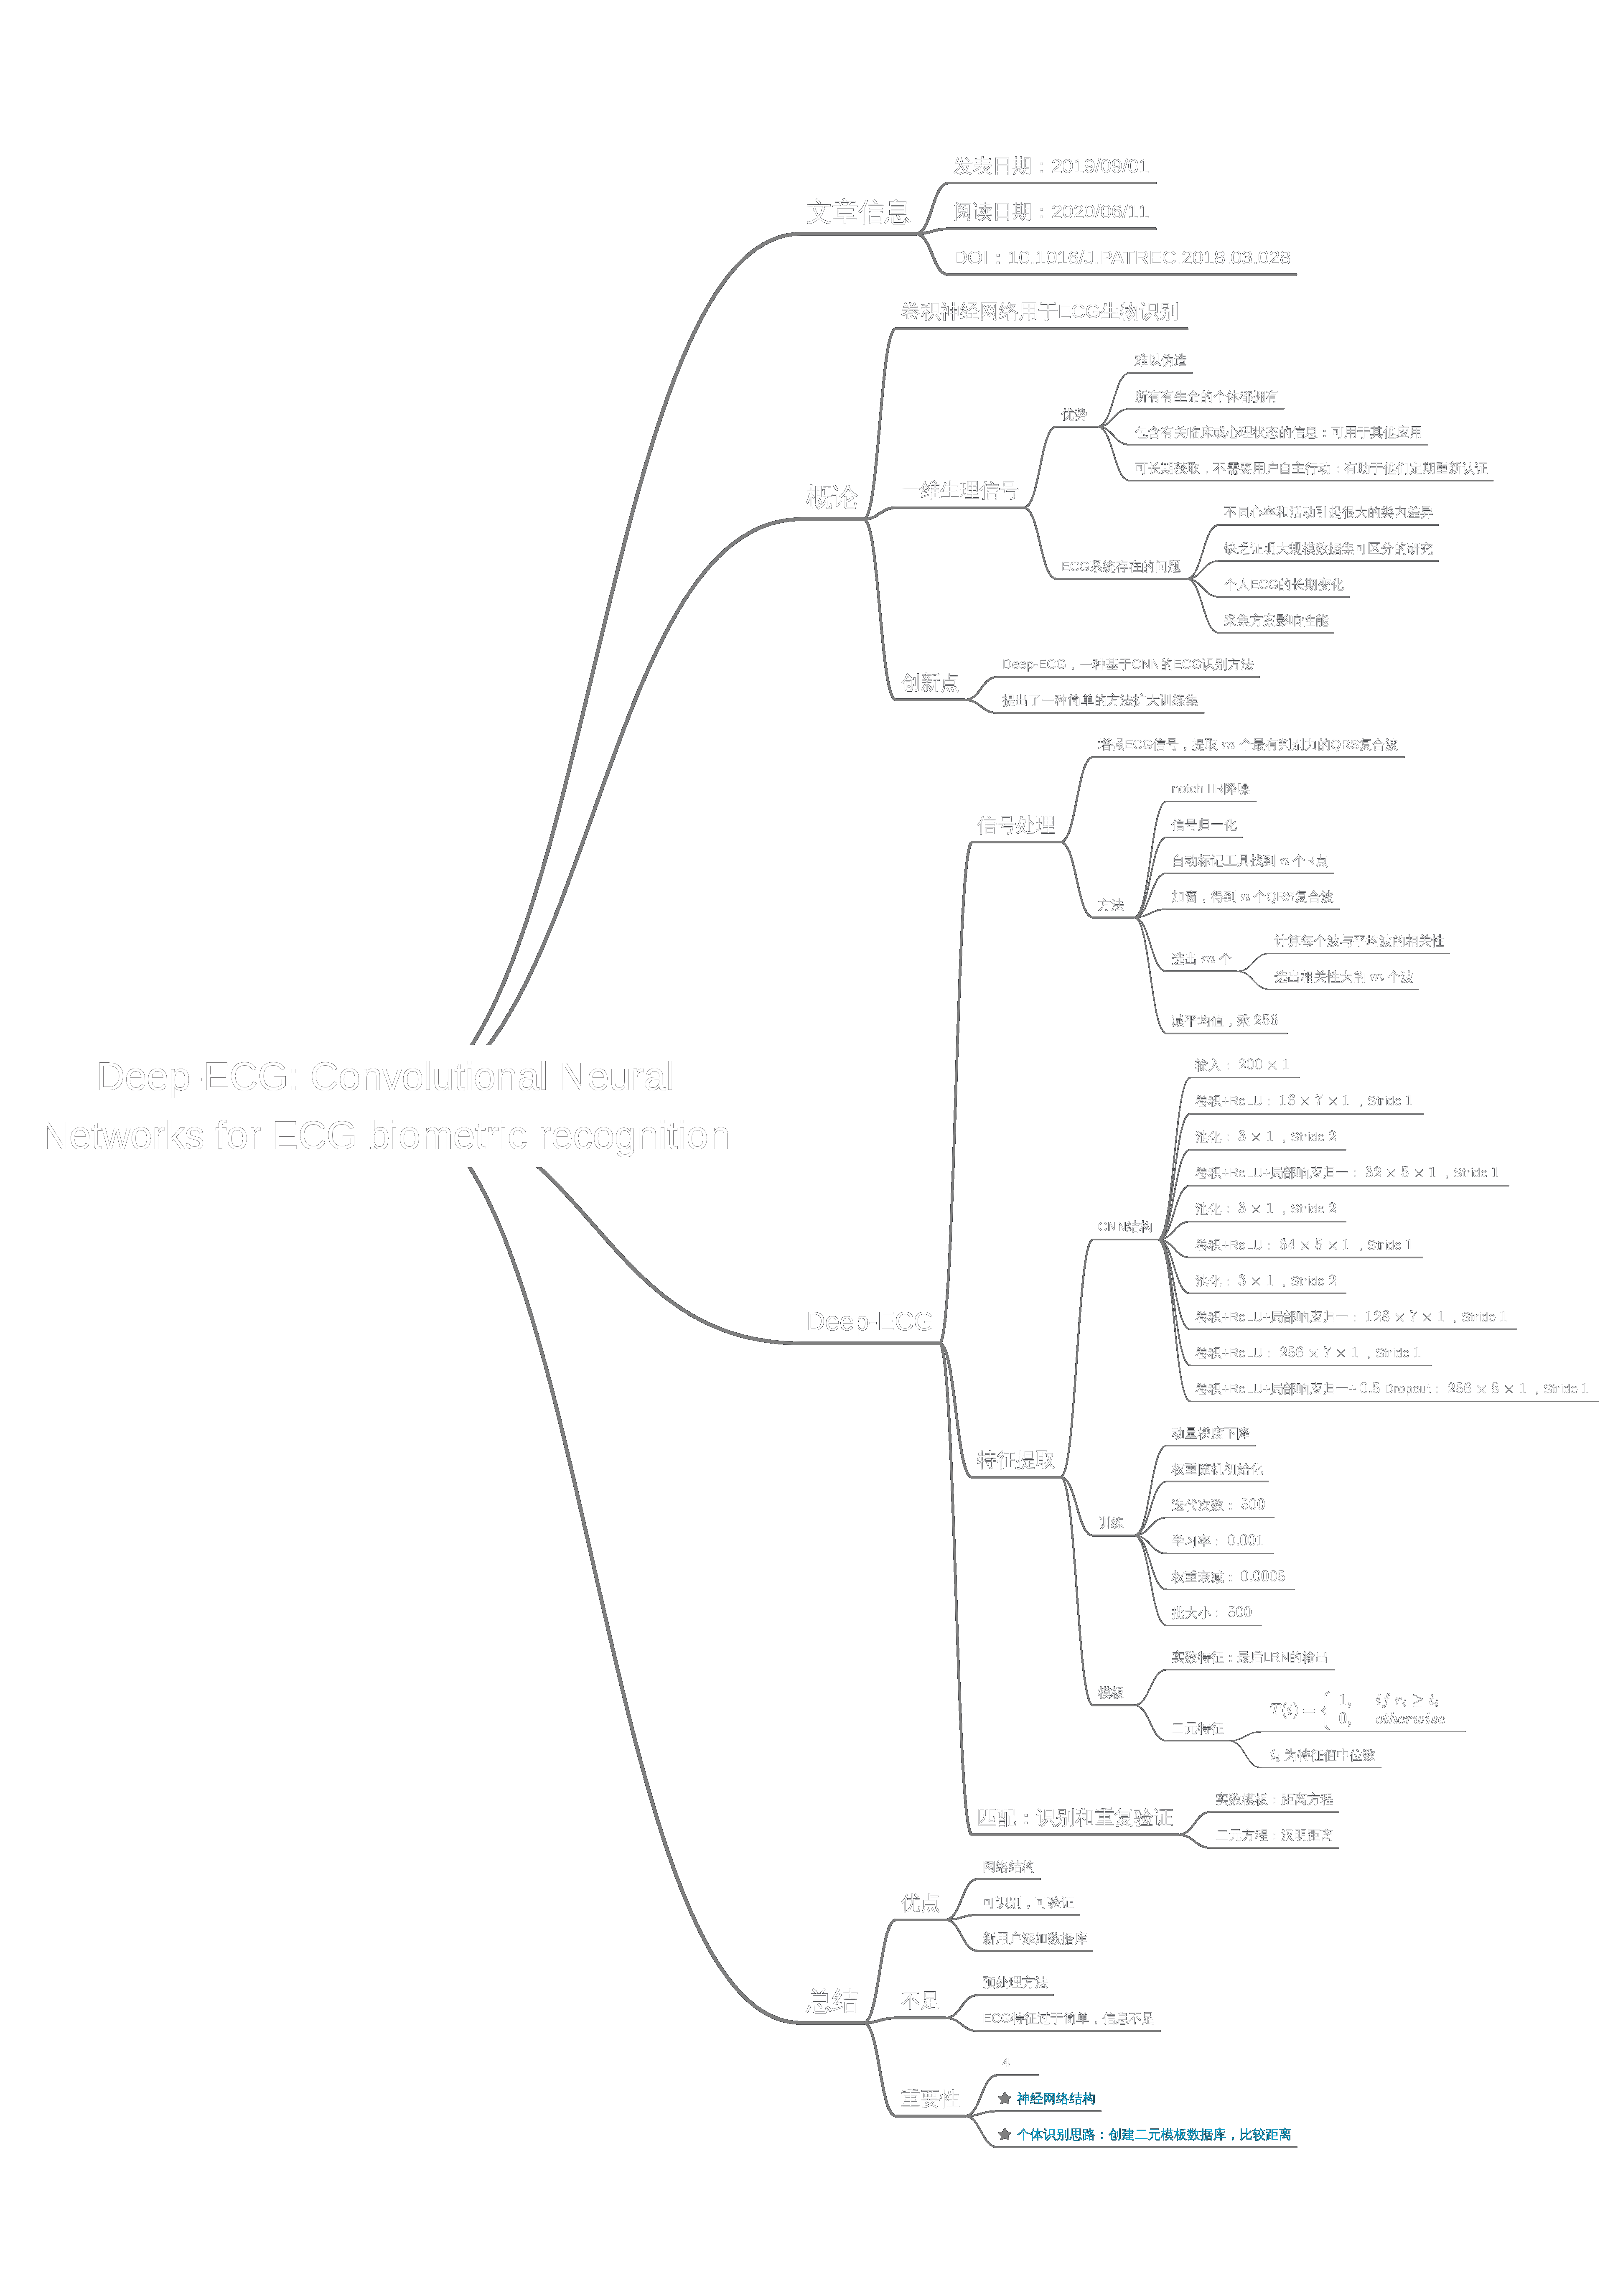 Deep-ECG: Convolutional Neural
Networks for ECG biometric recognition
文章信息
发表日期：2019/09/01
阅读日期：2020/06/11
DOI：10.1016/J.PATREC.2018.03.028
概论
卷积神经网络用于ECG生物识别
一维生理信号
优势
难以伪造
所有有生命的个体都拥有
包含有关临床或心理状态的信息：可用于其他应用
可长期获取，不需要用户自主行动：有助于他们定期重新认证
ECG系统存在的问题
不同心率和活动引起很大的类内差异
缺乏证明大规模数据集可区分的研究
个人ECG的长期变化
采集方案影响性能
创新点
Deep-ECG，一种基于CNN的ECG识别方法
提出了一种简单的方法扩大训练集
Deep-ECG
信号处理
增强ECG信号，提取 m 个最有判别力的QRS复合波
方法
notch IIR降噪
信号归一化
自动标记工具找到 n 个R点
加窗，得到 n 个QRS复合波
选出 m 个
计算每个波与平均波的相关性
选出相关性大的 m 个波
减平均值，乘 256
特征提取
CNN结构
输入： 200 × 1
卷积+ReLU： 16 × 7 × 1 ，Stride 1
池化： 3 × 1 ，Stride 2
卷积+ReLU+局部响应归一： 32 × 5 × 1 ，Stride 1
池化： 3 × 1 ，Stride 2
卷积+ReLU： 64 × 5 × 1 ，Stride 1
池化： 3 × 1 ，Stride 2
卷积+ReLU+局部响应归一： 128 × 7 × 1 ，Stride 1
卷积+ReLU： 256 × 7 × 1 ，Stride 1
卷积+ReLU+局部响应归一+ 0.5 Dropout： 256 × 8 × 1 ，Stride 1
训练
动量梯度下降
权重随机初始化
迭代次数： 500
学习率： 0.001
权重衰减： 0.0005
批大小： 500
模板
实数特征：最后LRN的输出
二元特征
T(i) = { 1, if r_i ≥ t_i
0, otherwise
t_i 为特征值中位数
匹配：识别和重复验证
实数模板：距离方程
二元方程：汉明距离
总结
优点
网络结构
可识别，可验证
新用户添加数据库
不足
预处理方法
ECG特征过于简单，信息不足
重要性
4
★ 神经网络结构
★ 个体识别思路：创建二元模板数据库，比较距离